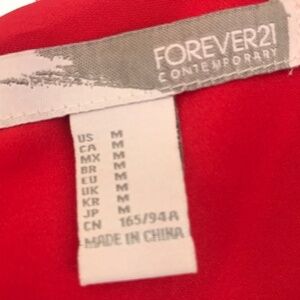 FOREVER21
CONTEMPORARY
US M
CA M
MX M
BR M
EU M
UK M
KR M
JP M
CN 165/94A
MADE IN CHINA